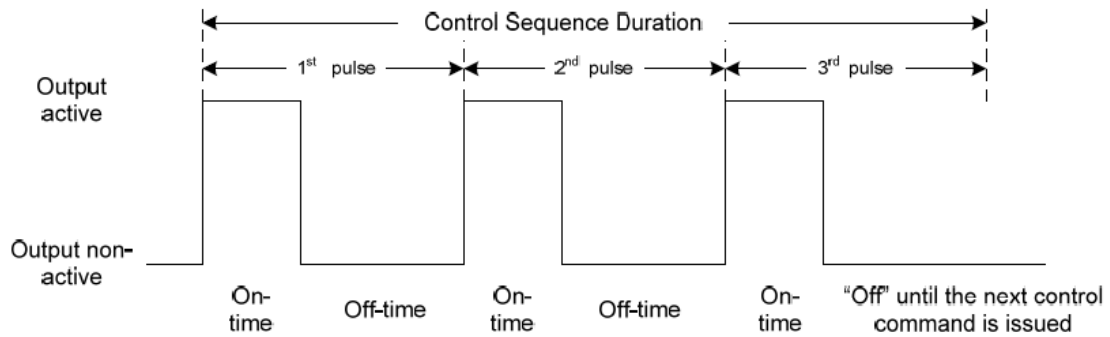 Control Sequence Duration
1st pulse
2nd pulse
3rd pulse
Output
active
Output non-
active
On-
time
Off-time
On-
time
Off-time
On-
time
“Off” until the next control
command is issued